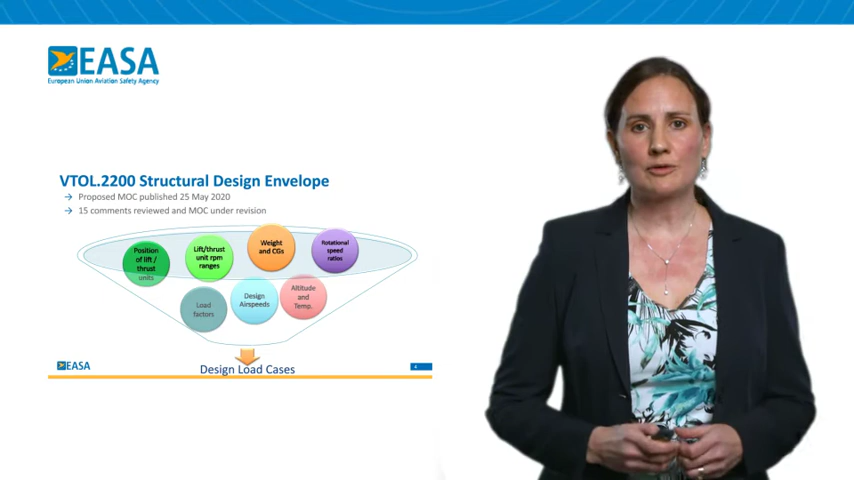 EASA
European Union Aviation Safety Agency
VTOL.2200 Structural Design Envelope
→ Proposed MOC published 25 May 2020
→ 15 comments reviewed and MOC under revision
Position
of lift /
thrust
units
Lift/thrust
unit rpm
ranges
Weight
and CGs
Rotational
speed
ratios
Load
factors
Design
Airspeeds
Altitude
and
Temp.
Design Load Cases
EASA
4